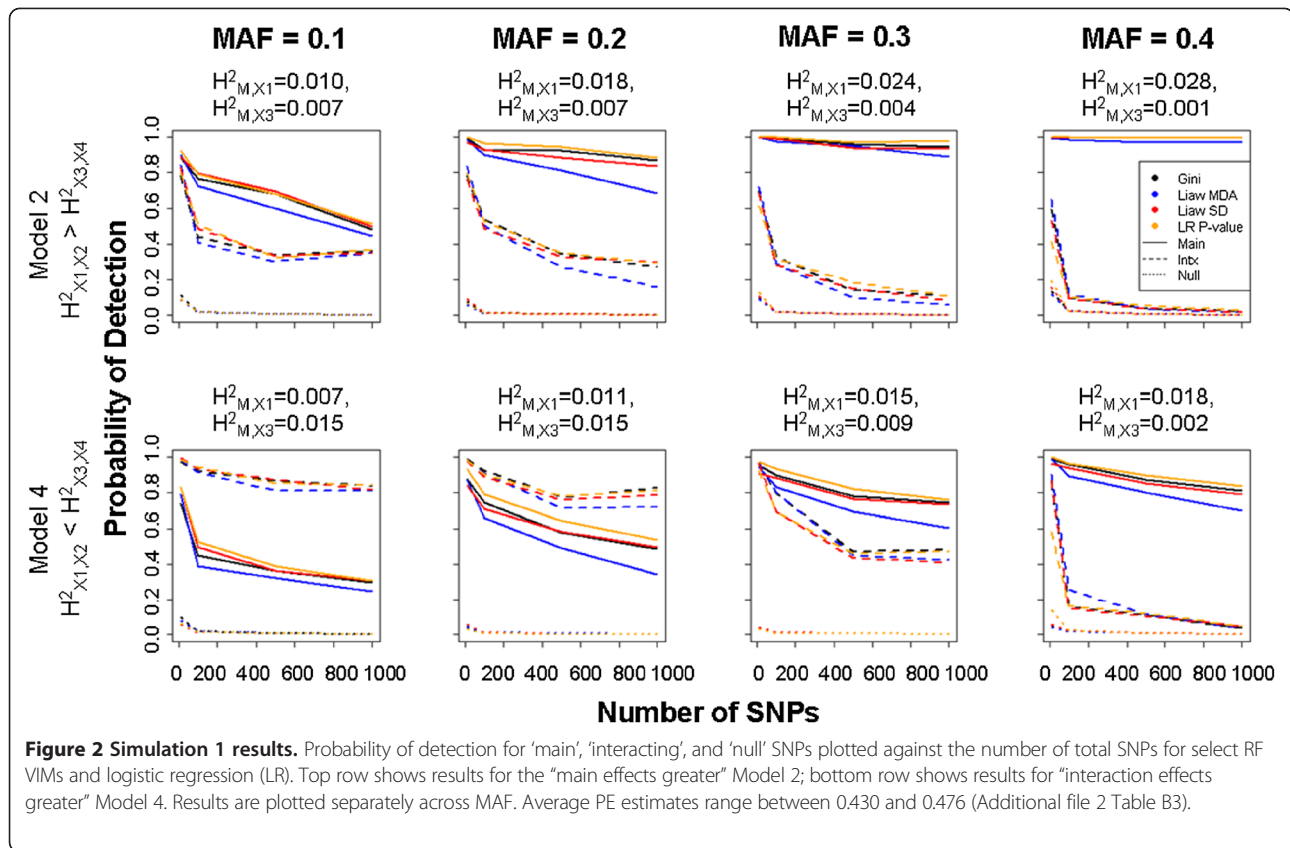 MAF = 0.1 MAF = 0.2 MAF = 0.3 MAF = 0.4
H²M,X1=0.010, H²M,X1=0.018, H²M,X1=0.024, H²M,X1=0.028,
H²M,X3=0.007 H²M,X3=0.007 H²M,X3=0.004 H²M,X3=0.001
Model 2
H²X1,X2 > H²X3,X4
0.0 0.2 0.4 0.6 0.8 1.0
Gini
Liaw MDA
Liaw SD
LR P-value
Main
Intx
Null
Probability of Detection
H²M,X1=0.007, H²M,X1=0.011, H²M,X1=0.015, H²M,X1=0.018,
H²M,X3=0.015 H²M,X3=0.015 H²M,X3=0.009 H²M,X3=0.002
Model 4
H²X1,X2 < H²X3,X4
0.0 0.2 0.4 0.6 0.8 1.0
0 200 400 600 800 1000 0 200 400 600 800 1000 0 200 400 600 800 1000 0 200 400 600 800 1000
Number of SNPs
Figure 2 Simulation 1 results. Probability of detection for ‘main’, ‘interacting’, and ‘null’ SNPs plotted against the number of total SNPs for select RF
VIMs and logistic regression (LR). Top row shows results for the “main effects greater” Model 2; bottom row shows results for “interaction effects
greater” Model 4. Results are plotted separately across MAF. Average PE estimates range between 0.430 and 0.476 (Additional file 2 Table B3).